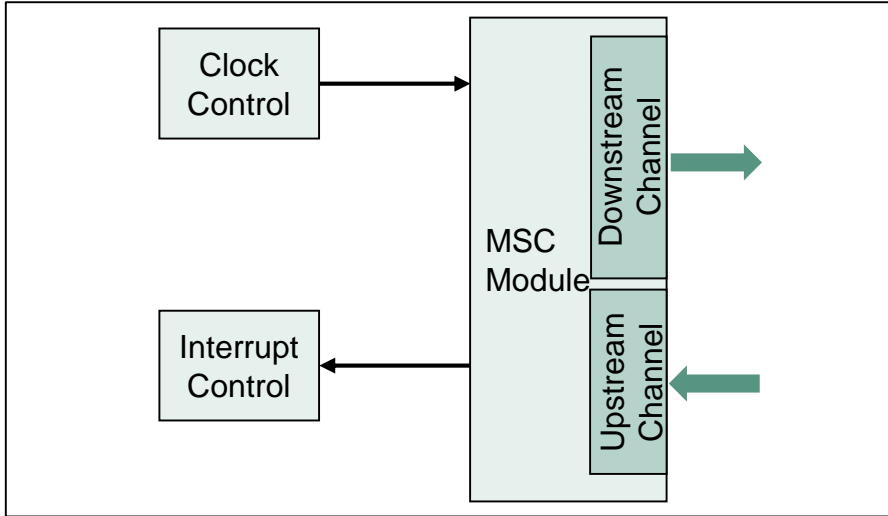 Clock
Control
MSC
Module
Downstream
Channel
Interrupt
Control
Upstream
Channel